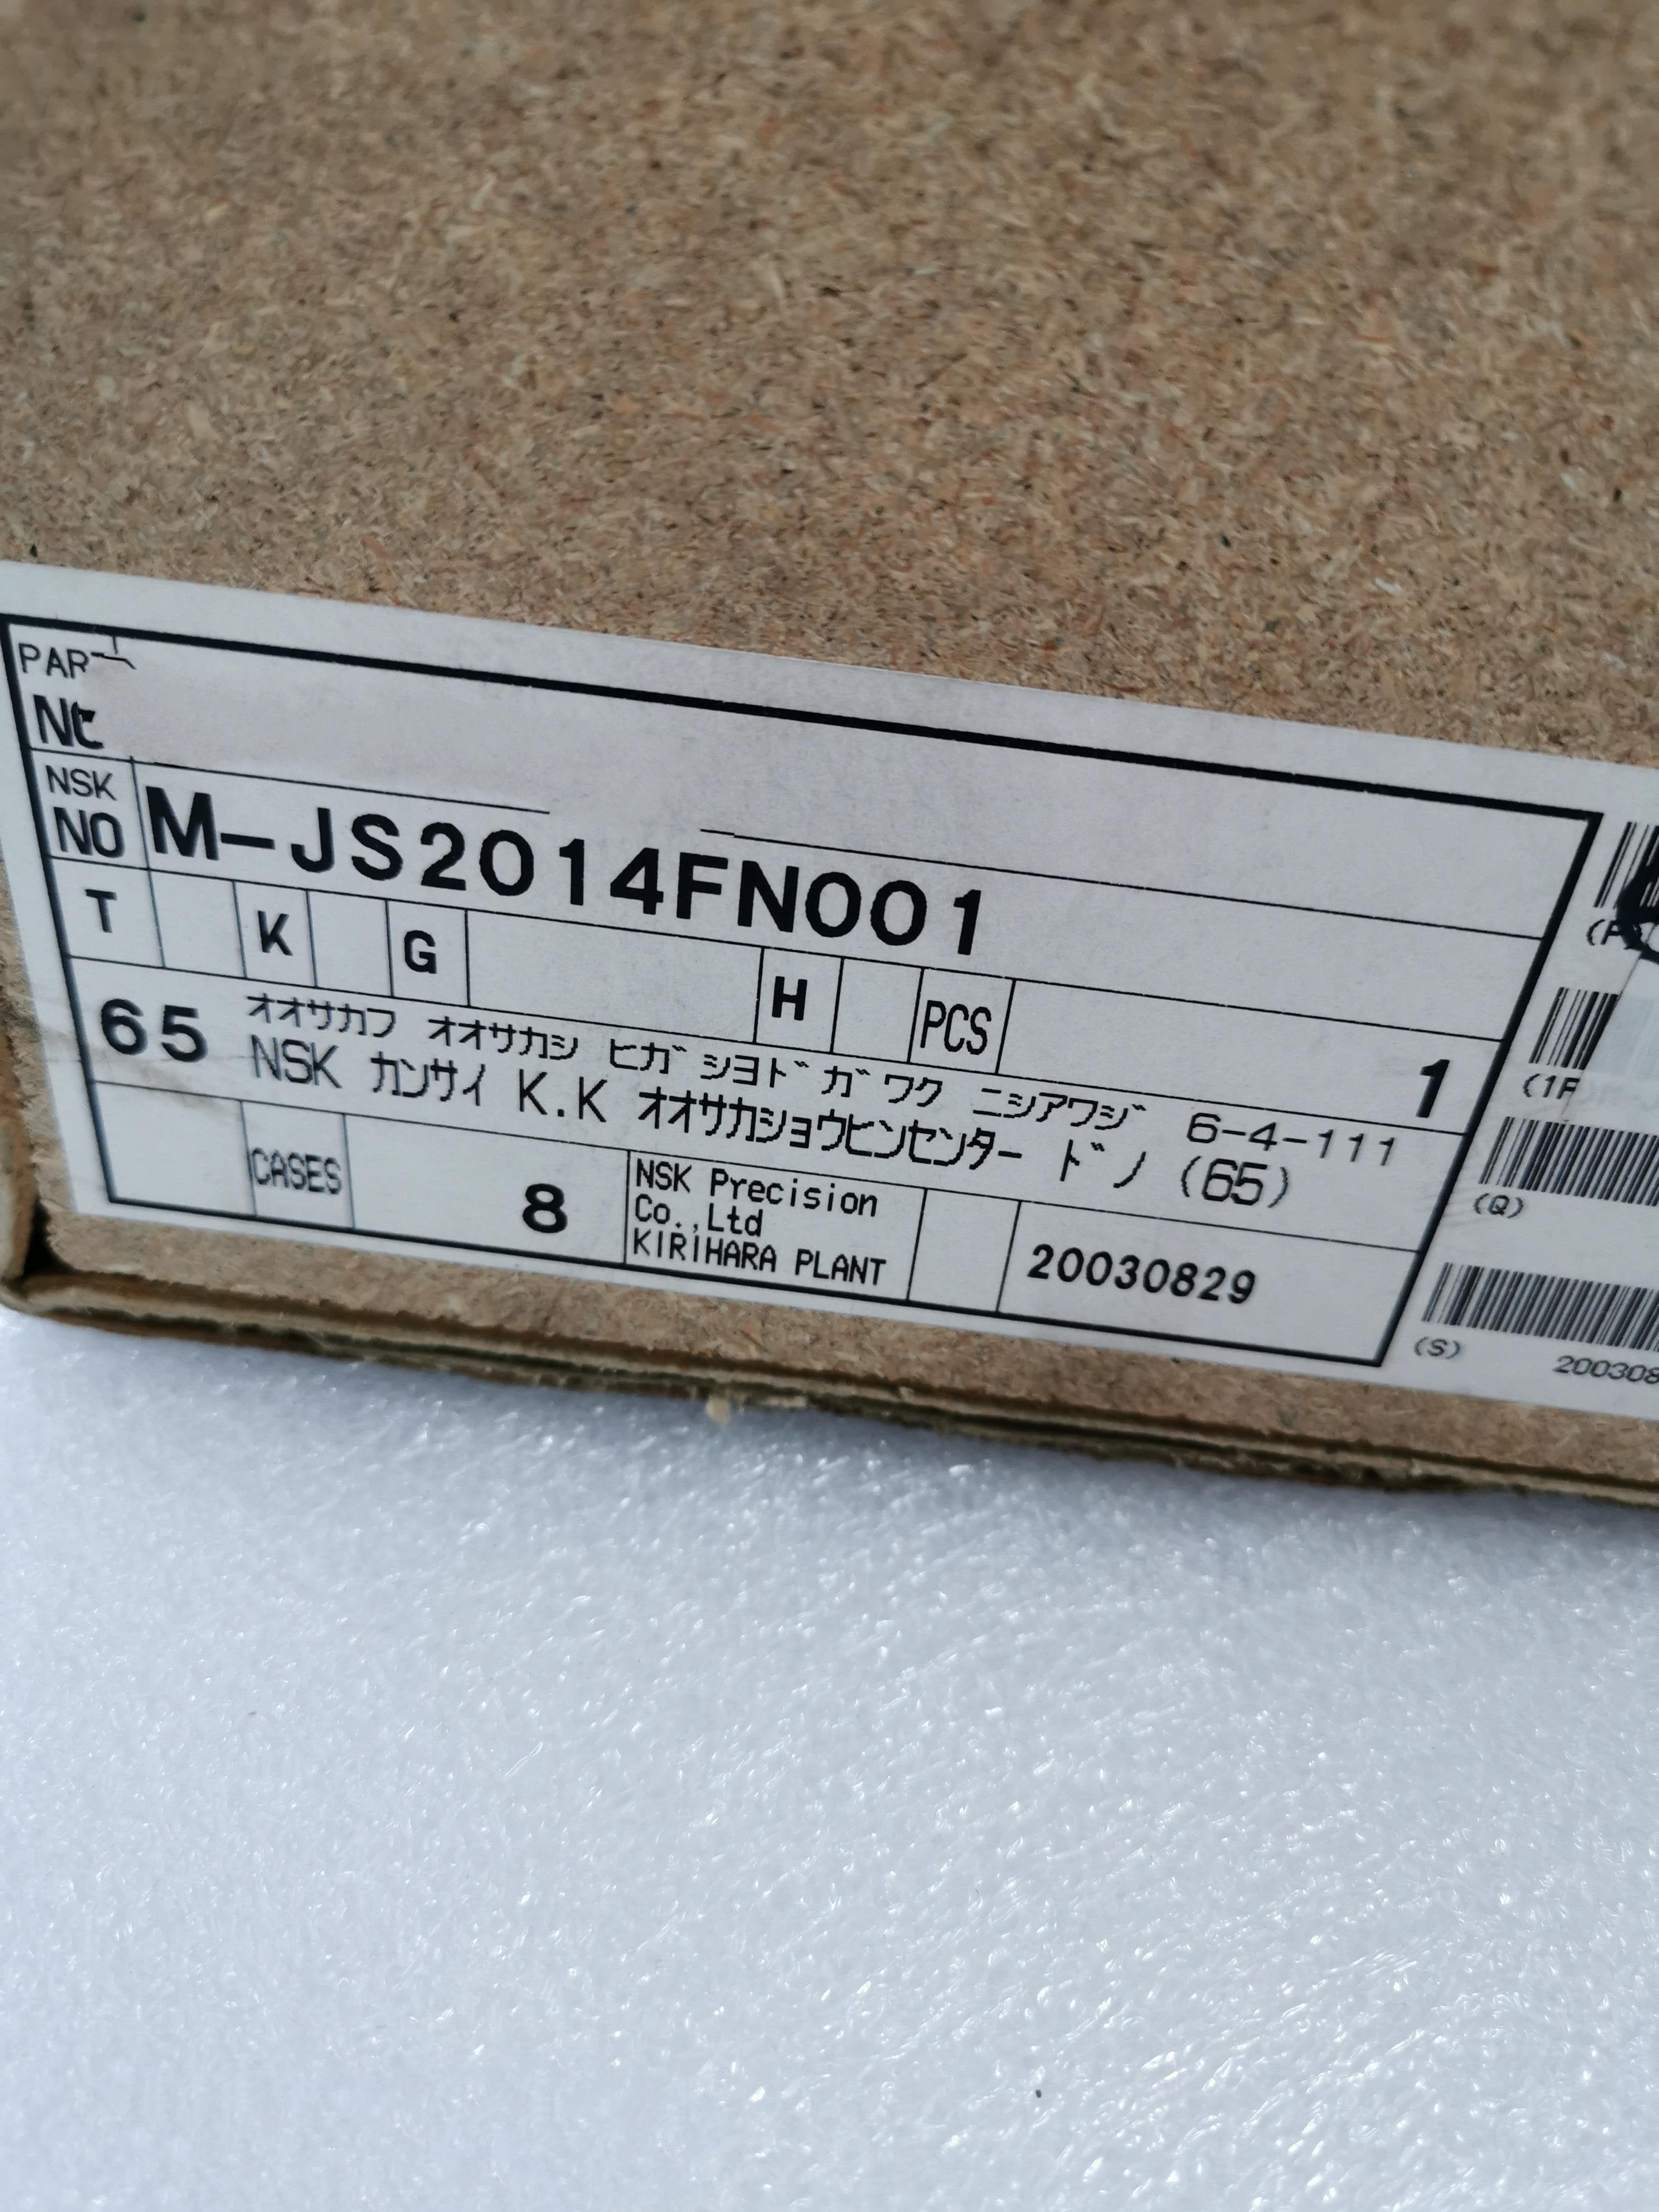 PAR
NSK
NO M-JS2014FN001
T K G H PCS 1
65 オオサカフ オオサカシ ヒガシヨドガワク ニシアワジ 6-4-111
NSK カンサイ K.K オオサカショウヒンセンター ドノ (65)
CASES 8
NSK Precision
Co.,Ltd
KIRIHARA PLANT
20030829
(Q)
(S)
200308